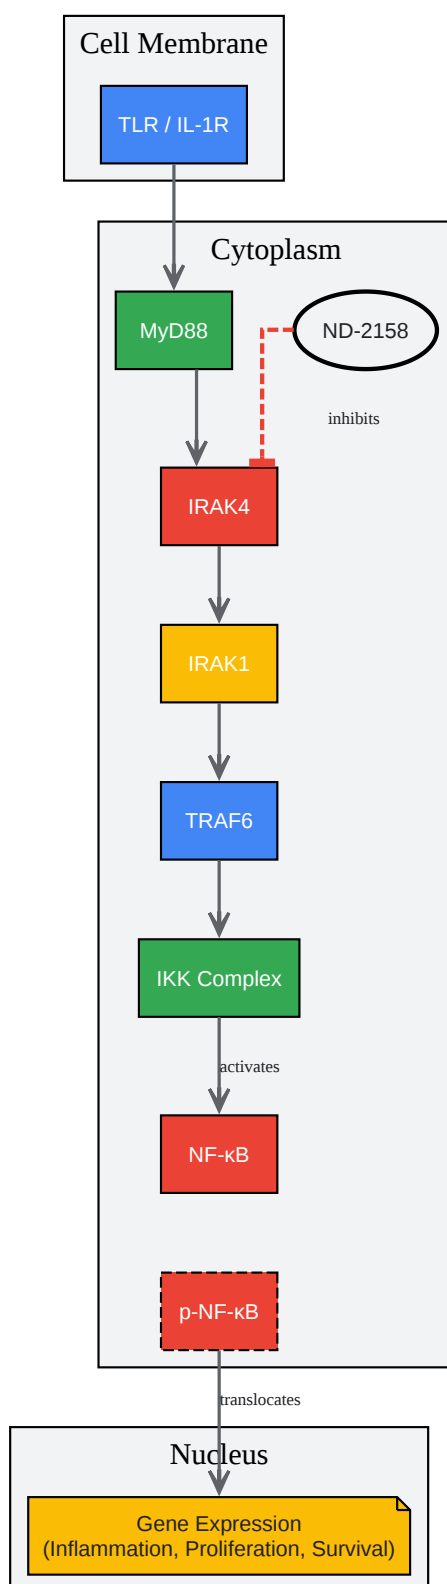 Cell Membrane
TLR / IL-1R
Cytoplasm
MyD88
ND-2158
inhibits
IRAK4
IRAK1
TRAF6
IKK Complex
activates
NF-κB
p-NF-κB
translocates
Nucleus
Gene Expression
(Inflammation, Proliferation, Survival)